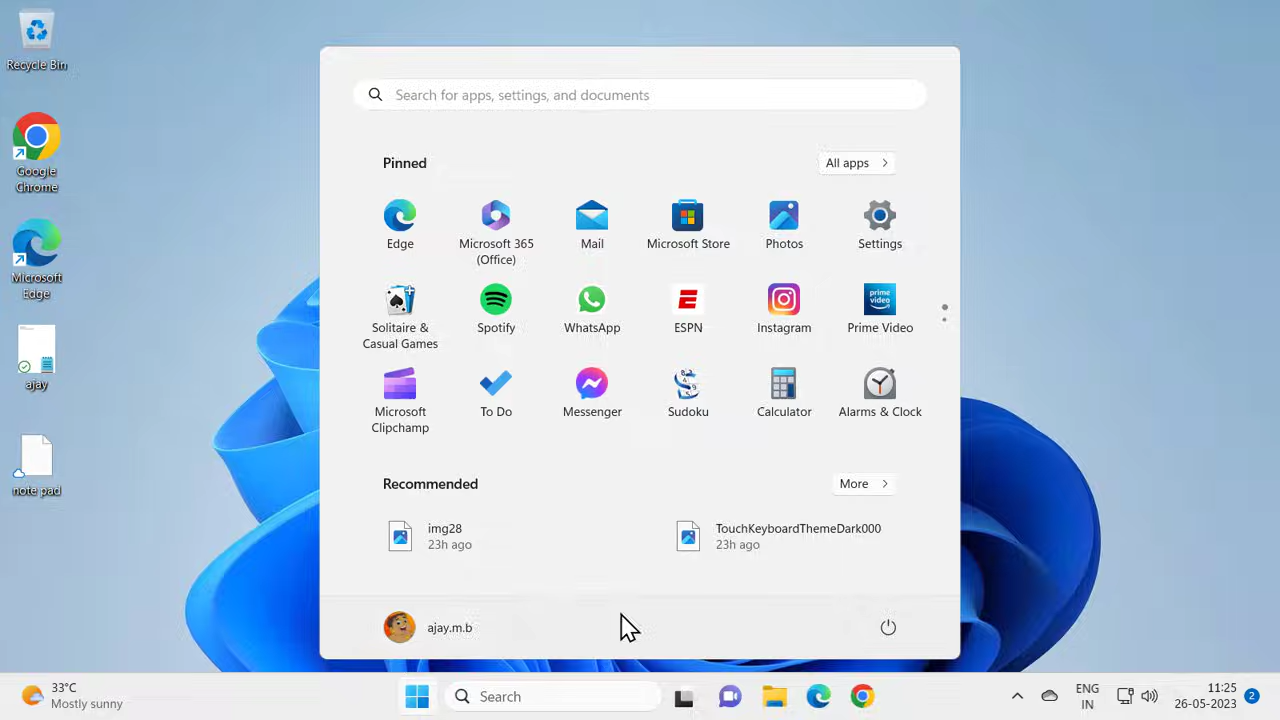 Recycle Bin
Google
Chrome
Microsoft
Edge
ajay
note pad
Search for apps, settings, and documents
Pinned
All apps
Edge
Microsoft 365
(Office)
Mail
Microsoft Store
Photos
Settings
Solitaire &
Casual Games
Spotify
WhatsApp
ESPN
Instagram
prime
video
Prime Video
Microsoft
Clipchamp
To Do
Messenger
Sudoku
Calculator
Alarms & Clock
Recommended
More
img28
23h ago
TouchKeyboardThemeDark000
23h ago
ajay.m.b
33°C
Mostly sunny
Search
ENG
IN
11:25
26-05-2023
2